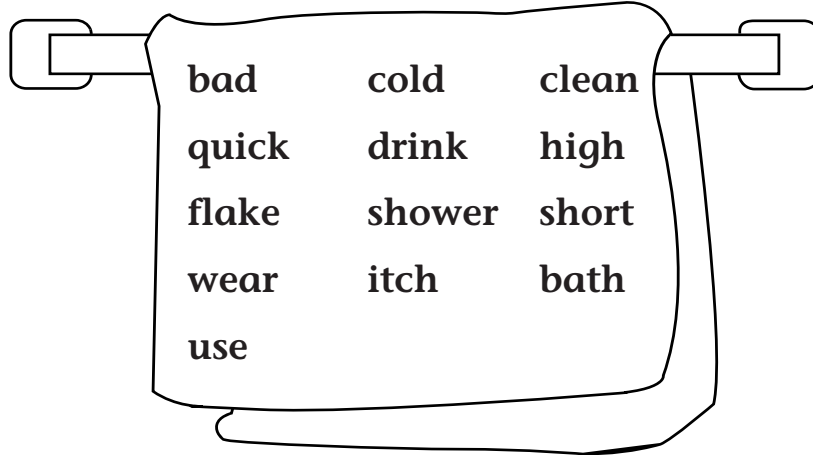 bad cold clean
quick drink high
flake shower short
wear itch bath
use